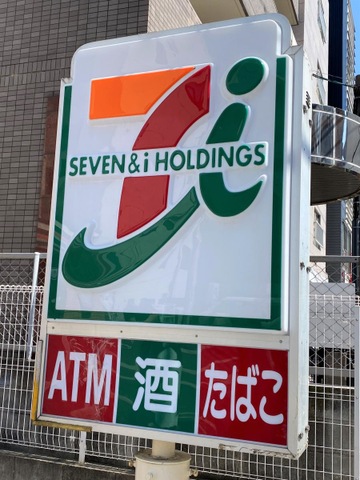 SEVEN & i HOLDINGS
ATM 酒 たばこ